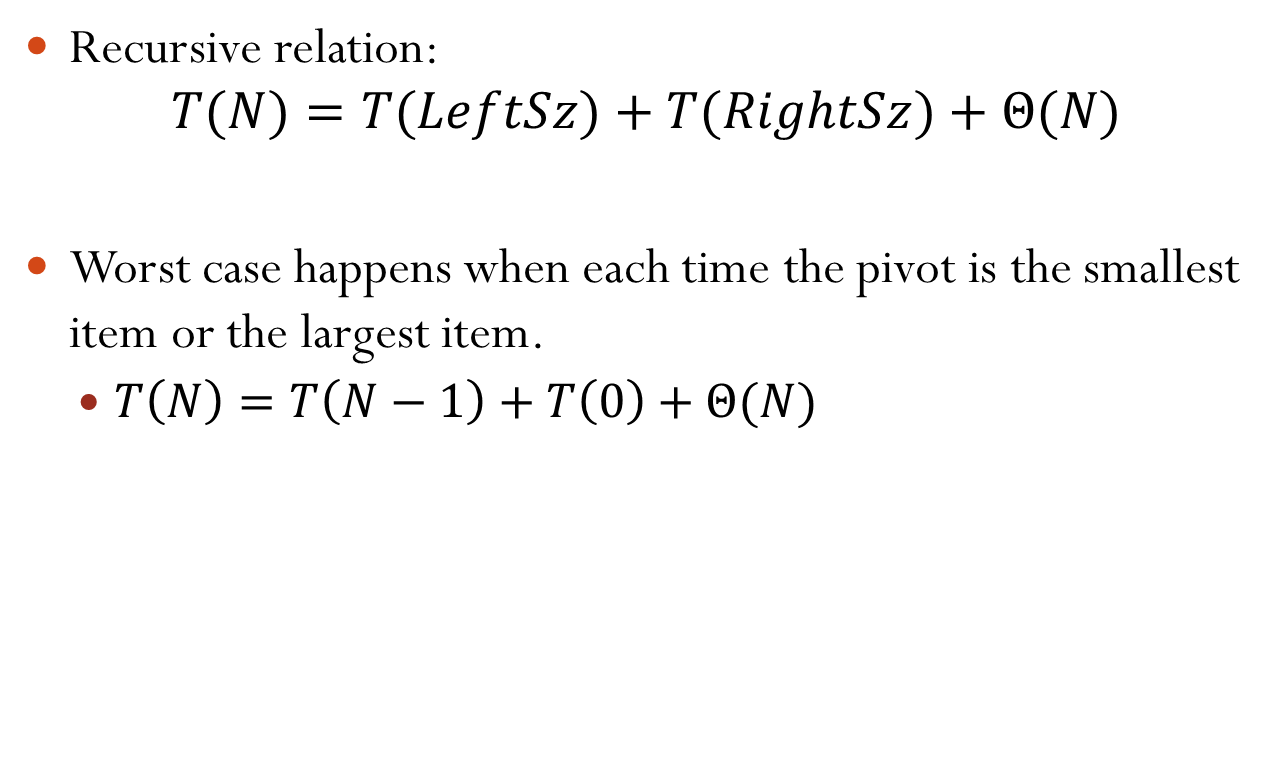 • Recursive relation:
T(N) = T(LeftSz) + T(RightSz) + Θ(N)
• Worst case happens when each time the pivot is the smallest
item or the largest item.
• T(N) = T(N − 1) + T(0) + Θ(N)